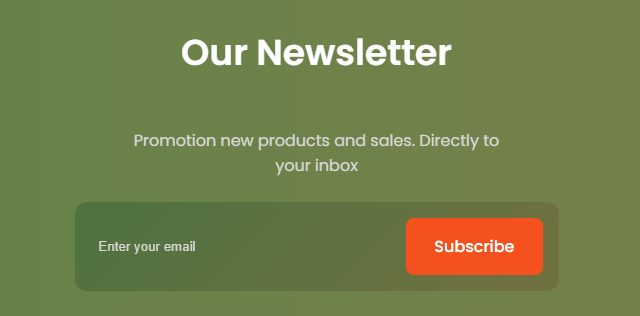 Our Newsletter
Promotion new products and sales. Directly to
your inbox
Enter your email
Subscribe